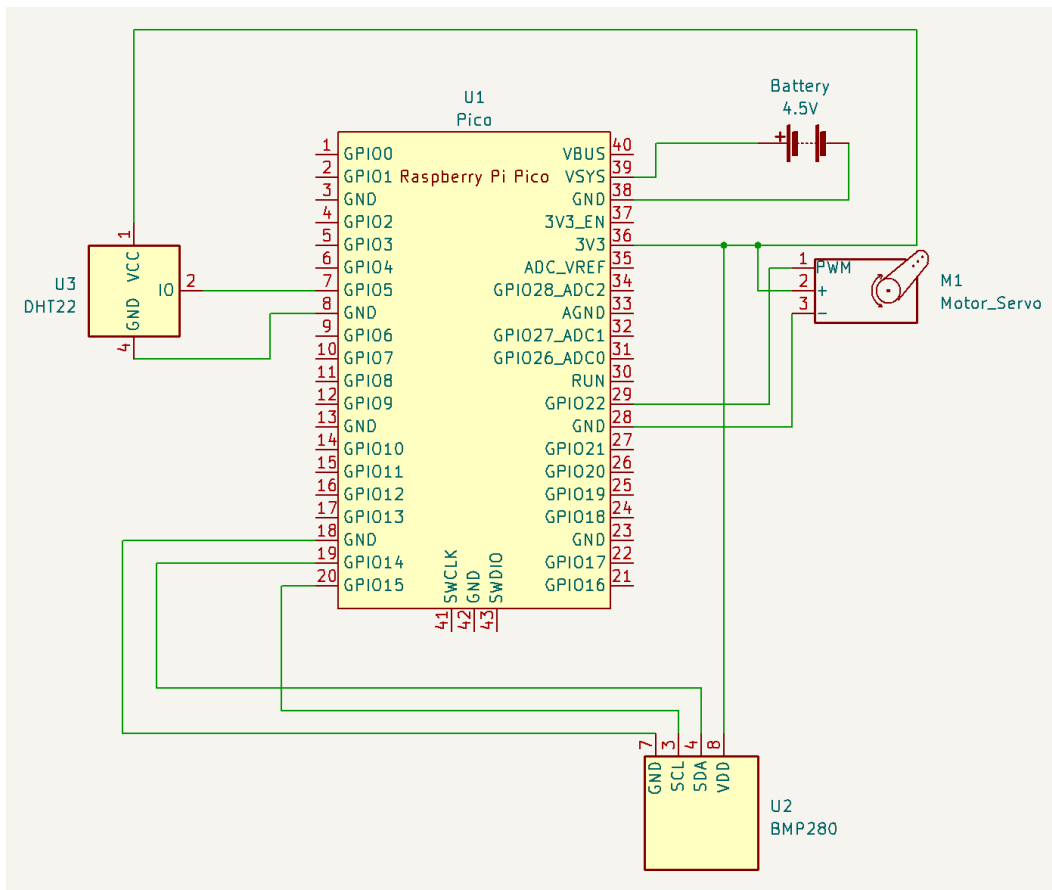 Battery
4.5V
+
U1
Pico
Raspberry Pi Pico
1 GPIO0
2 GPIO1
3 GND
4 GPIO2
5 GPIO3
6 GPIO4
7 GPIO5
8 GND
9 GPIO6
10 GPIO7
11 GPIO8
12 GPIO9
13 GND
14 GPIO10
15 GPIO11
16 GPIO12
17 GPIO13
18 GND
19 GPIO14
20 GPIO15
VBUS 40
VSYS 39
GND 38
3V3_EN 37
3V3 36
ADC_VREF 35
GPIO28_ADC2 34
AGND 33
GPIO27_ADC1 32
GPIO26_ADC0 31
RUN 30
GPIO22 29
GND 28
GPIO21 27
GPIO20 26
GPIO19 25
GPIO18 24
GND 23
GPIO17 22
GPIO16 21
SWCLK 41
GND 42
SWDIO 43
U3
DHT22
1 VCC
IO 2
GND 4
1 PWM
2 +
3 −
M1
Motor_Servo
7 GND
3 SCL
4 SDA
8 VDD
U2
BMP280